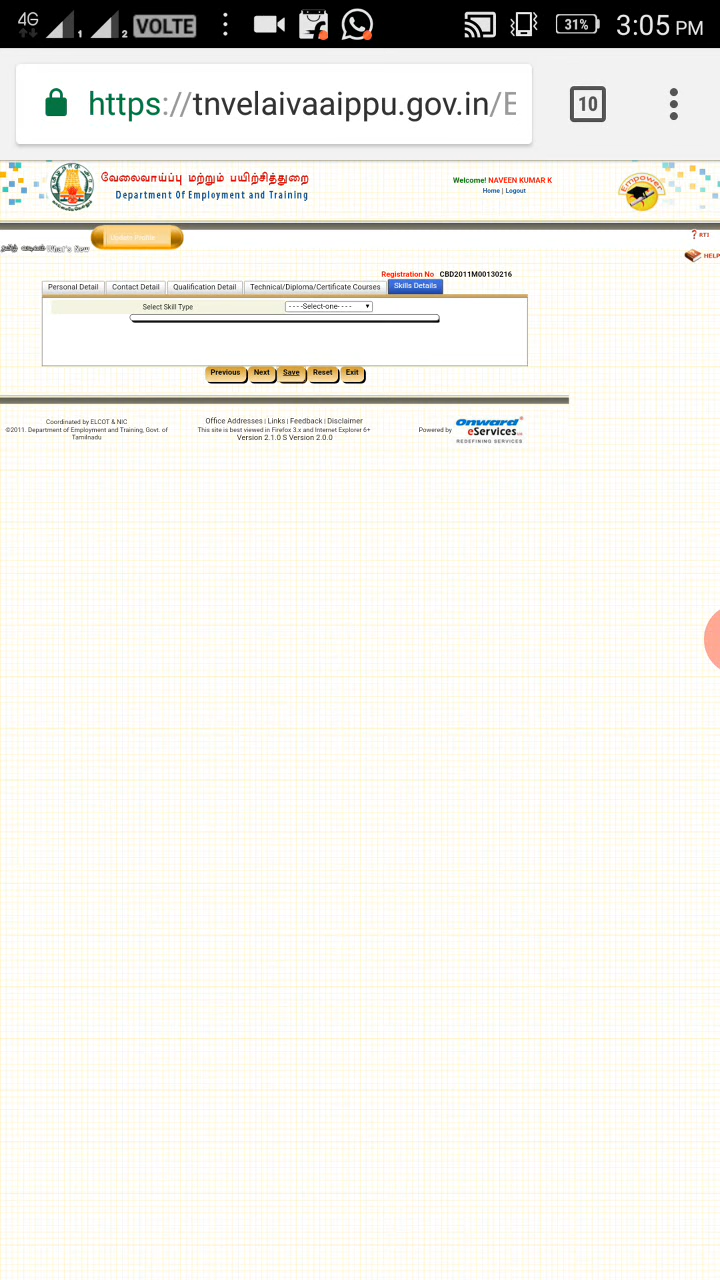 4G 1 2 VOLTE 31% 3:05 PM
https://tnvelaivaaippu.gov.in/E 10
வேலைவாய்ப்பு மற்றும் பயிற்சித்துறை
Department Of Employment and Training
Welcome! NAVEEN KUMAR K
Home | Logout
Empower
Update Profile
What's New
RTI
HELP
Registration No CBD2011M00130216
Personal Detail Contact Detail Qualification Detail Technical/Diploma/Certificate Courses Skills Details
Select Skill Type - - - -Select-one- - - -
Previous Next Save Reset Exit
Coordinated by ELCOT & NIC
©2011. Department of Employment and Training, Govt. of
Tamilnadu
Office Addresses | Links | Feedback | Disclaimer
This site is best viewed in Firefox 3.x and Internet Explorer 6+
Version 2.1.0 S Version 2.0.0
Powered by
Onward
eServices
REDEFINING SERVICES